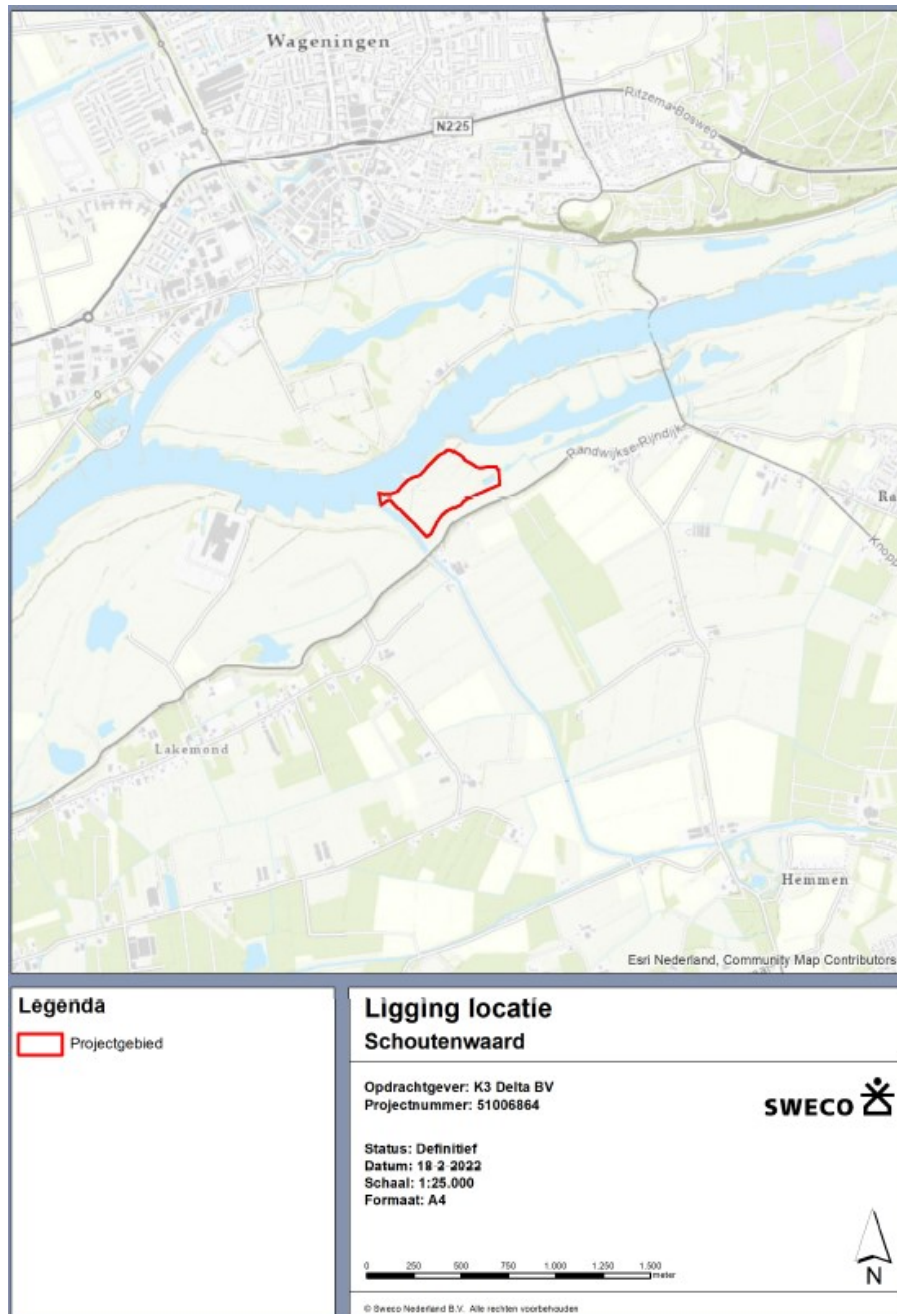 Wageningen
Ritzema-Bosweg
N225
Randwijkse-Rijndijk
Ra
Knopp
Lakemond
Hemmen
Esri Nederland, Community Map Contributors
Legenda
Projectgebied
Ligging locatie
Schoutenwaard
Opdrachtgever: K3 Delta BV
Projectnummer: 51006864
SWECO
Status: Definitief
Datum: 18-2-2022
Schaal: 1:25.000
Formaat: A4
0 250 500 750 1.000 1.250 1.500
meter
N
© Sweco Nederland B.V. Alle rechten voorbehouden